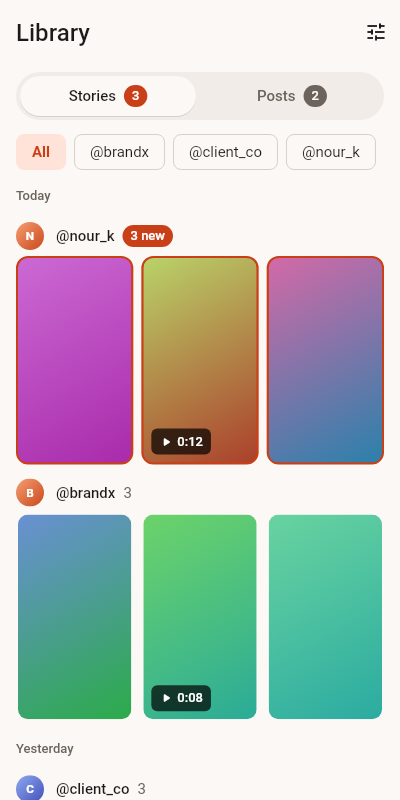 Library
Stories 3 Posts 2
All @brandx @client_co @nour_k
Today
N @nour_k 3 new
0:12
B @brandx 3
0:08
Yesterday
C @client_co 3